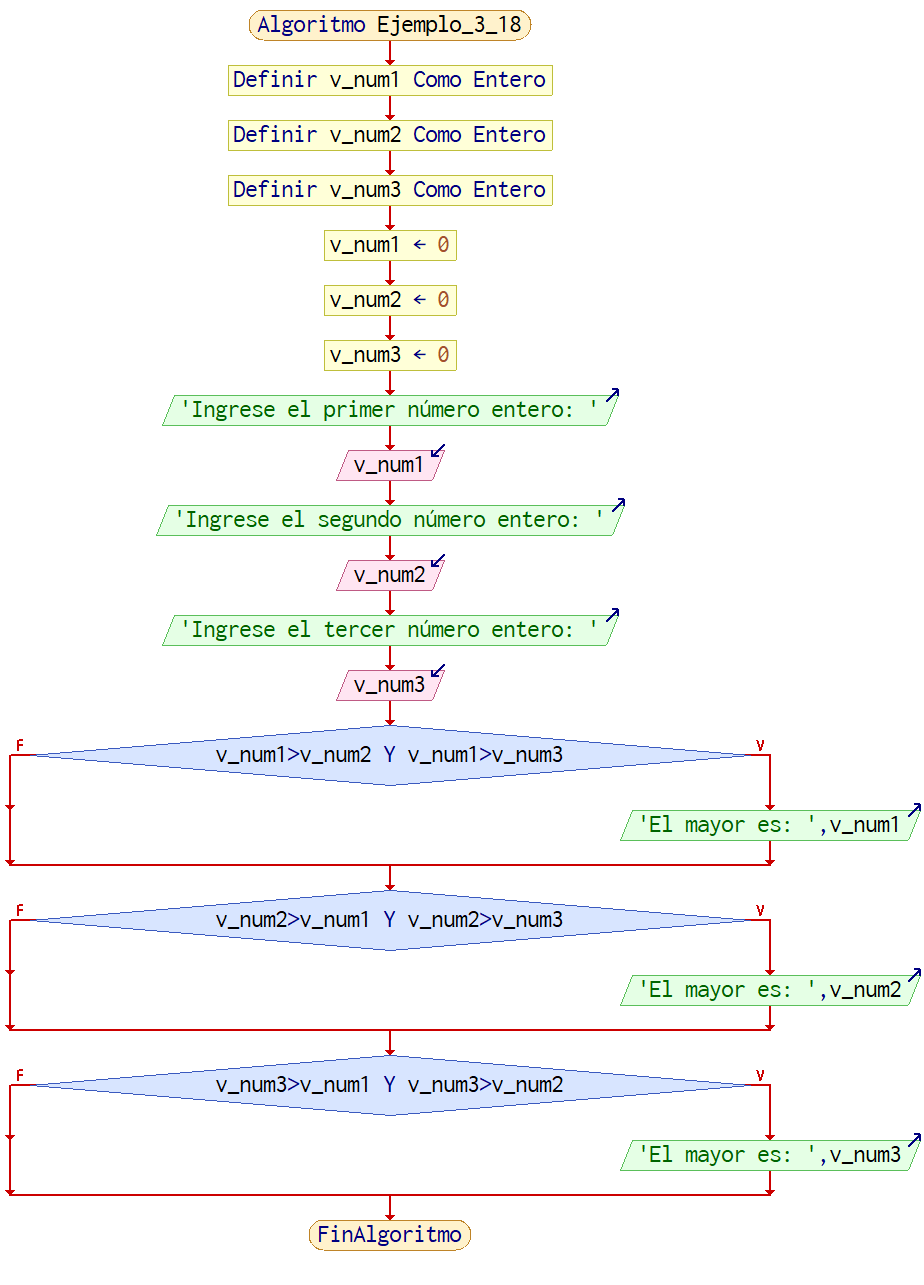 Algoritmo Ejemplo_3_18
Definir v_num1 Como Entero
Definir v_num2 Como Entero
Definir v_num3 Como Entero
v_num1 ← 0
v_num2 ← 0
v_num3 ← 0
'Ingrese el primer número entero: '
v_num1
'Ingrese el segundo número entero: '
v_num2
'Ingrese el tercer número entero: '
v_num3
F
v_num1>v_num2 Y v_num1>v_num3
V
'El mayor es: ',v_num1
F
v_num2>v_num1 Y v_num2>v_num3
V
'El mayor es: ',v_num2
F
v_num3>v_num1 Y v_num3>v_num2
V
'El mayor es: ',v_num3
FinAlgoritmo